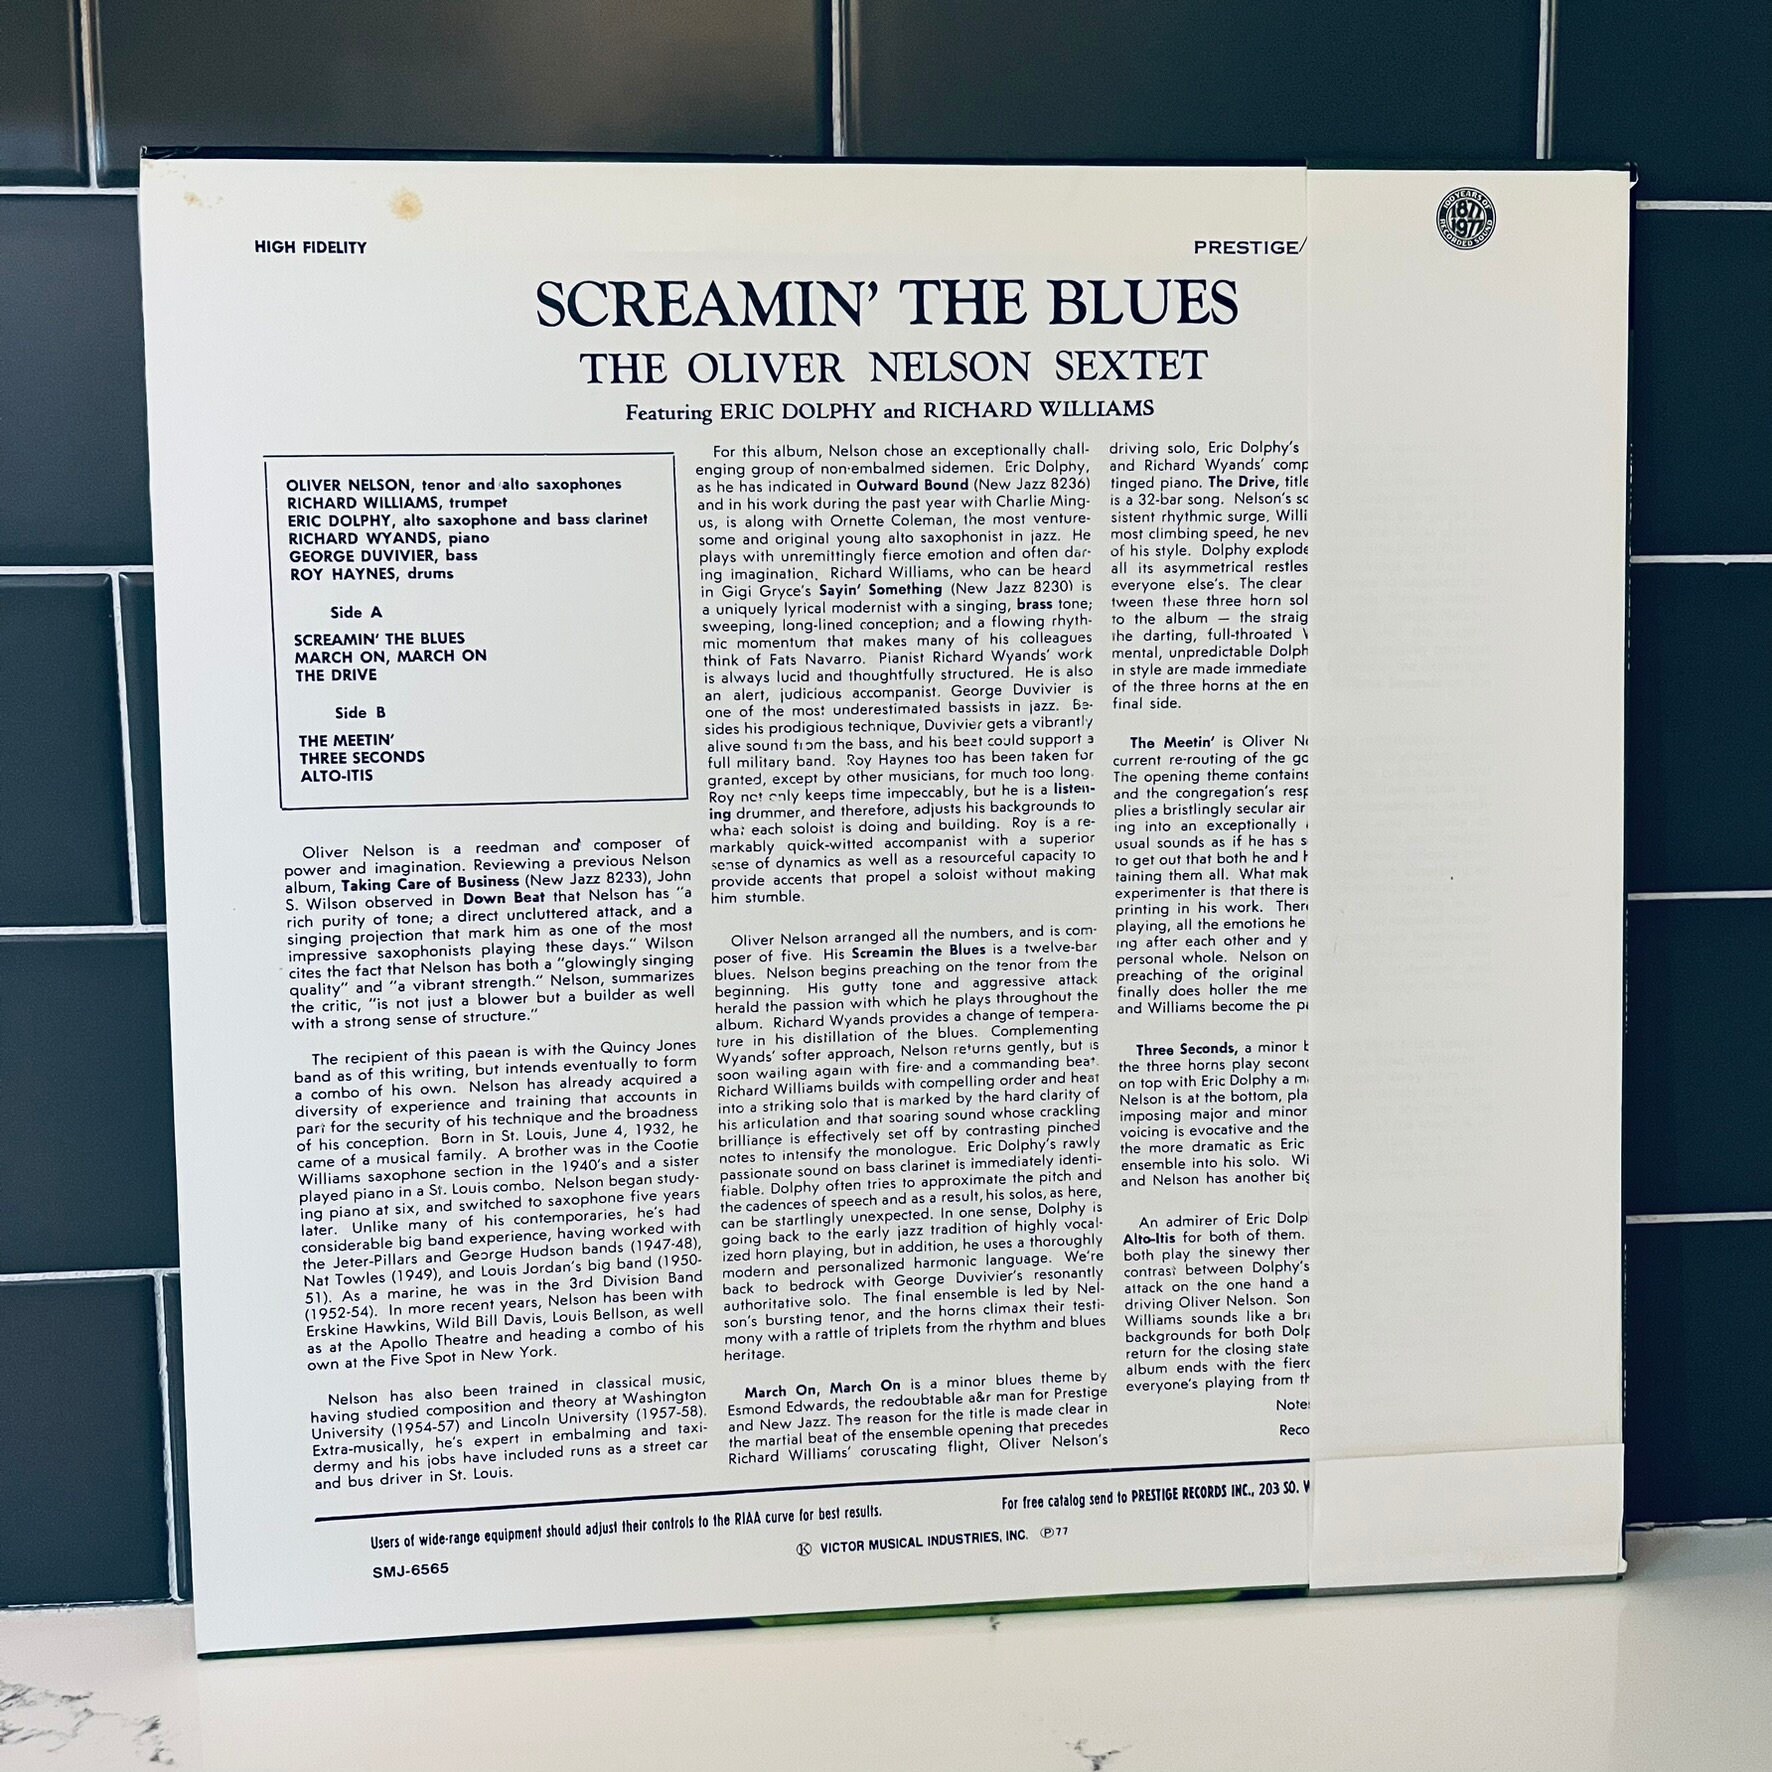 HIGH FIDELITY
PRESTIGE/
100 YEARS OF
1877
1977
RECORDED SOUND
SCREAMIN' THE BLUES
THE OLIVER NELSON SEXTET
Featuring ERIC DOLPHY and RICHARD WILLIAMS
OLIVER NELSON, tenor and alto saxophones
RICHARD WILLIAMS, trumpet
ERIC DOLPHY, alto saxophone and bass clarinet
RICHARD WYANDS, piano
GEORGE DUVIVIER, bass
ROY HAYNES, drums
Side A
SCREAMIN' THE BLUES
MARCH ON, MARCH ON
THE DRIVE
Side B
THE MEETIN'
THREE SECONDS
ALTO-ITIS
Oliver Nelson is a reedman and composer of
power and imagination. Reviewing a previous Nelson
album, Taking Care of Business (New Jazz 8233), John
S. Wilson observed in Down Beat that Nelson has "a
rich purity of tone; a direct uncluttered attack, and a
singing projection that mark him as one of the most
impressive saxophonists playing these days." Wilson
cites the fact that Nelson has both a "glowingly singing
quality" and "a vibrant strength." Nelson, summarizes
the critic, "is not just a blower but a builder as well
with a strong sense of structure."
The recipient of this paean is with the Quincy Jones
band as of this writing, but intends eventually to form
a combo of his own. Nelson has already acquired a
diversity of experience and training that accounts in
part for the security of his technique and the broadness
of his conception. Born in St. Louis, June 4, 1932, he
came of a musical family. A brother was in the Cootie
Williams saxophone section in the 1940's and a sister
played piano in a St. Louis combo. Nelson began study-
ing piano at six, and switched to saxophone five years
later. Unlike many of his contemporaries, he's had
considerable big band experience, having worked with
the Jeter-Pillars and George Hudson bands (1947-48),
Nat Towles (1949), and Louis Jordan's big band (1950-
51). As a marine, he was in the 3rd Division Band
(1952-54). In more recent years, Nelson has been with
Erskine Hawkins, Wild Bill Davis, Louis Bellson, as well
as at the Apollo Theatre and heading a combo of his
own at the Five Spot in New York.
Nelson has also been trained in classical music,
having studied composition and theory at Washington
University (1954-57) and Lincoln University (1957-58).
Extra-musically, he's expert in embalming and taxi-
dermy and his jobs have included runs as a street car
and bus driver in St. Louis.
For this album, Nelson chose an exceptionally chall-
enging group of non-embalmed sidemen. Eric Dolphy,
as he has indicated in Outward Bound (New Jazz 8236)
and in his work during the past year with Charlie Ming-
us, is along with Ornette Coleman, the most venture-
some and original young alto saxophonist in jazz. He
plays with unremittingly fierce emotion and often dar-
ing imagination. Richard Williams, who can be heard
in Gigi Gryce's Sayin' Something (New Jazz 8230) is
a uniquely lyrical modernist with a singing, brass tone;
sweeping, long-lined conception; and a flowing rhyth-
mic momentum that makes many of his colleagues
think of Fats Navarro. Pianist Richard Wyands' work
is always lucid and thoughtfully structured. He is also
an alert, judicious accompanist. George Duvivier is
one of the most underestimated bassists in jazz. Be-
sides his prodigious technique, Duvivier gets a vibrantly
alive sound from the bass, and his beat could support a
full military band. Roy Haynes too has been taken for
granted, except by other musicians, for much too long.
Roy not only keeps time impeccably, but he is a listen-
ing drummer, and therefore, adjusts his backgrounds to
what each soloist is doing and building. Roy is a re-
markably quick-witted accompanist with a superior
sense of dynamics as well as a resourceful capacity to
provide accents that propel a soloist without making
him stumble.
Oliver Nelson arranged all the numbers, and is com-
poser of five. His Screamin the Blues is a twelve-bar
blues. Nelson begins preaching on the tenor from the
beginning. His gutty tone and aggressive attack
herald the passion with which he plays throughout the
album. Richard Wyands provides a change of tempera-
ture in his distillation of the blues. Complementing
Wyands' softer approach, Nelson returns gently, but is
soon wailing again with fire and a commanding beat.
Richard Williams builds with compelling order and heat
into a striking solo that is marked by the hard clarity of
his articulation and that soaring sound whose crackling
brilliance is effectively set off by contrasting pinched
notes to intensify the monologue. Eric Dolphy's rawly
passionate sound on bass clarinet is immediately identi-
fiable. Dolphy often tries to approximate the pitch and
the cadences of speech and as a result, his solos, as here,
can be startlingly unexpected. In one sense, Dolphy is
going back to the early jazz tradition of highly vocal-
ized horn playing, but in addition, he uses a thoroughly
modern and personalized harmonic language. We're
back to bedrock with George Duvivier's resonantly
authoritative solo. The final ensemble is led by Nel-
son's bursting tenor, and the horns climax their testi-
mony with a rattle of triplets from the rhythm and blues
heritage.
March On, March On is a minor blues theme by
Esmond Edwards, the redoubtable a&r man for Prestige
and New Jazz. The reason for the title is made clear in
the martial beat of the ensemble opening that precedes
Richard Williams' coruscating flight, Oliver Nelson's
driving solo, Eric Dolphy's
and Richard Wyands' comp
tinged piano. The Drive, title
is a 32-bar song. Nelson's so
sistent rhythmic surge, Willi
most climbing speed, he nev
of his style. Dolphy explode
all its asymmetrical restles
everyone else's. The clear
tween these three horn sol
to the album — the straig
the darting, full-throated
mental, unpredictable Dolph
in style are made immediate
of the three horns at the en
final side.
The Meetin' is Oliver Ne
current re-routing of the go
The opening theme contains
and the congregation's resp
plies a bristlingly secular air
ing into an exceptionally
usual sounds as if he has s
to get out that both he and
taining them all. What mak
experimenter is that there is
printing in his work. There
playing, all the emotions he
ing after each other and y
personal whole. Nelson on
preaching of the original
finally does holler the me
and Williams become the pa
Three Seconds, a minor b
the three horns play second
on top with Eric Dolphy a m
Nelson is at the bottom, pla
imposing major and minor
voicing is evocative and the
the more dramatic as Eric
ensemble into his solo. Wi
and Nelson has another big
An admirer of Eric Dolp
Alto-Itis for both of them.
both play the sinewy ther
contrast between Dolphy's
attack on the one hand a
driving Oliver Nelson. Son
Williams sounds like a bra
backgrounds for both Dolp
return for the closing state
album ends with the fierc
everyone's playing from th
Notes
Reco
Users of wide-range equipment should adjust their controls to the RIAA curve for best results.
For free catalog send to PRESTIGE RECORDS INC., 203 SO. W
SMJ-6565
Ⓚ VICTOR MUSICAL INDUSTRIES, INC. ℗77